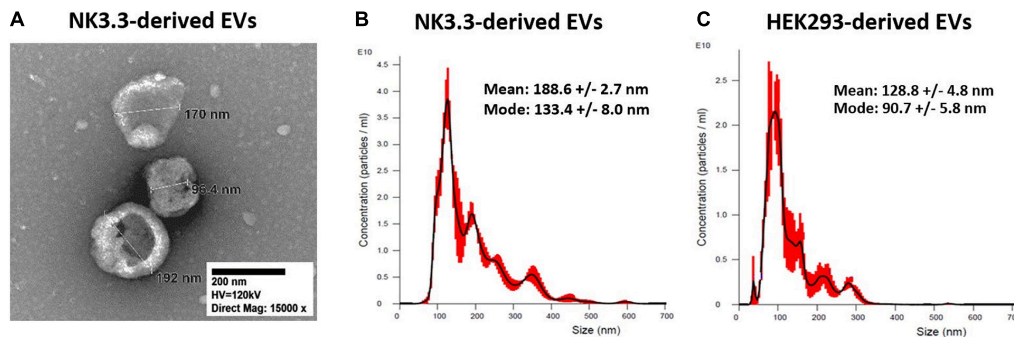 A
NK3.3-derived EVs
170 nm
96.4 nm
192 nm
200 nm
HV=120kV
Direct Mag: 15000 x
B
NK3.3-derived EVs
E10
Concentration (particles / ml)
4.5
4.0
3.5
3.0
2.5
2.0
1.5
1.0
0.5
0
Mean: 188.6 +/- 2.7 nm
Mode: 133.4 +/- 8.0 nm
0 100 200 300 400 500 600 700
Size (nm)
C
HEK293-derived EVs
E10
Concentration (particles / ml)
2.5
2.0
1.5
1.0
0.5
0
Mean: 128.8 +/- 4.8 nm
Mode: 90.7 +/- 5.8 nm
0 100 200 300 400 500 600 700
Size (nm)